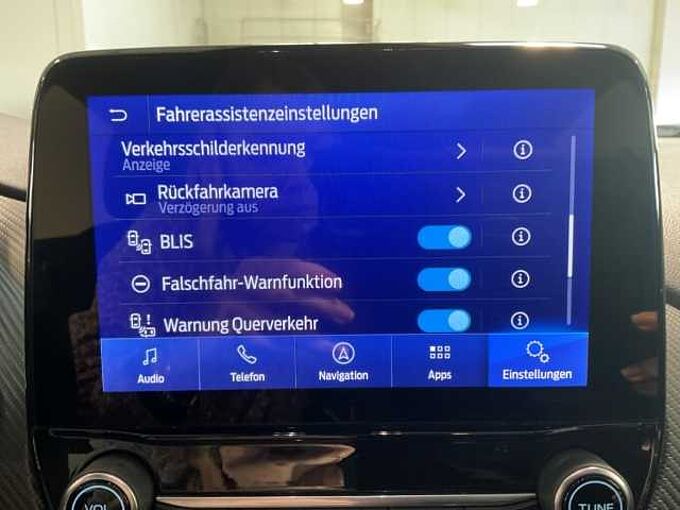 Fahrerassistenzeinstellungen
Verkehrsschilderkennung
Anzeige
Rückfahrkamera
Verzögerung aus
BLIS
Falschfahr-Warnfunktion
Warnung Querverkehr
Audio Telefon Navigation Apps Einstellungen
VOL TUNE